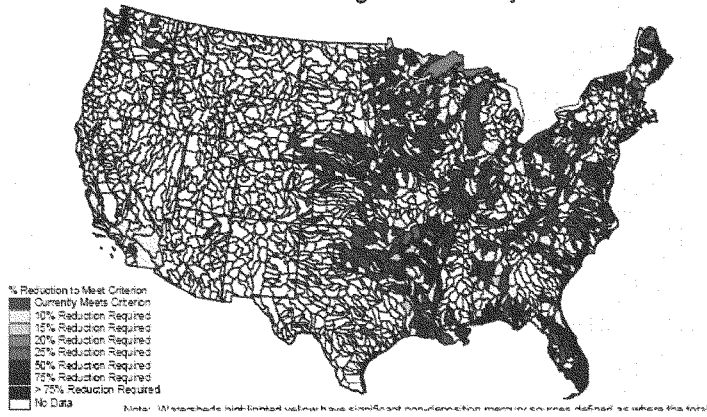 % Reduction to Meet Criterion
Currently Meets Criterion
10% Reduction Required
15% Reduction Required
20% Reduction Required
25% Reduction Required
50% Reduction Required
75% Reduction Required
> 75% Reduction Required
No Data
Note: Watersheds highlighted yellow have significant non-deposition mercury sources defined as where the total